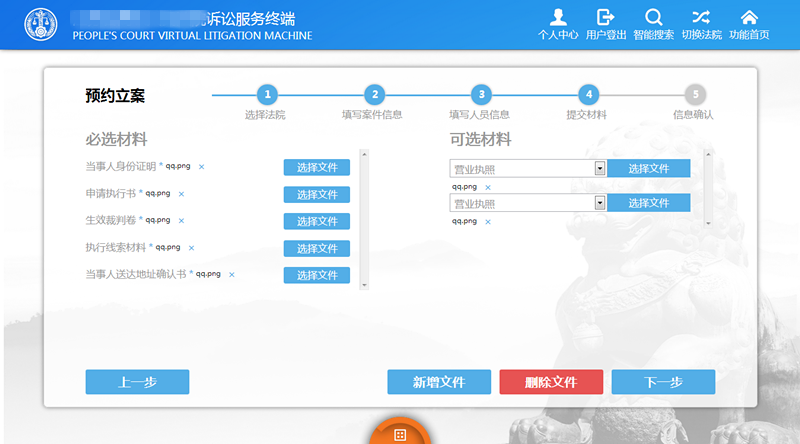 诉讼服务终端
PEOPLE'S COURT VIRTUAL LITIGATION MACHINE
个人中心 用户登出 智能搜索 切换法院 功能首页
预约立案
1 2 3 4 5
选择法院 填写案件信息 填写人员信息 提交材料 信息确认
必选材料
当事人身份证明 * qq.png × 选择文件
申请执行书 * qq.png × 选择文件
生效裁判卷 * qq.png × 选择文件
执行线索材料 * qq.png × 选择文件
当事人送达地址确认书 * qq.png × 选择文件
可选材料
营业执照 选择文件
qq.png ×
营业执照 选择文件
qq.png ×
上一步 新增文件 删除文件 下一步